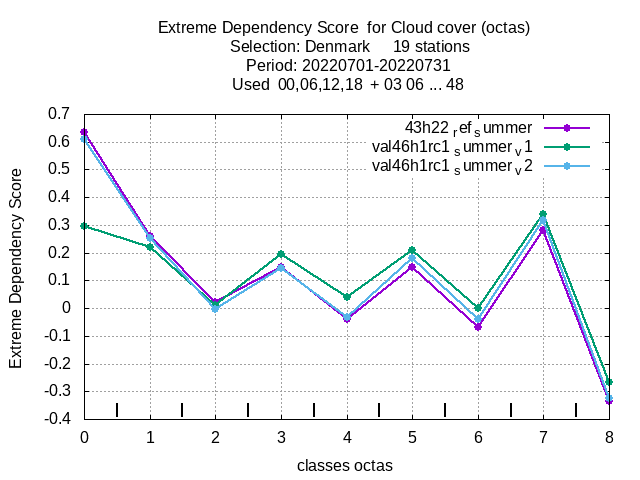 Extreme Dependency Score  for Cloud cover (octas)
Selection: Denmark     19 stations
Period: 20220701-20220731
Used  00,06,12,18  + 03 06 ... 48
43h22_ref_summer
val46h1rc1_summer_v1
val46h1rc1_summer_v2
Extreme Dependency Score
0.7
0.6
0.5
0.4
0.3
0.2
0.1
0
-0.1
-0.2
-0.3
-0.4
0 1 2 3 4 5 6 7 8
classes octas